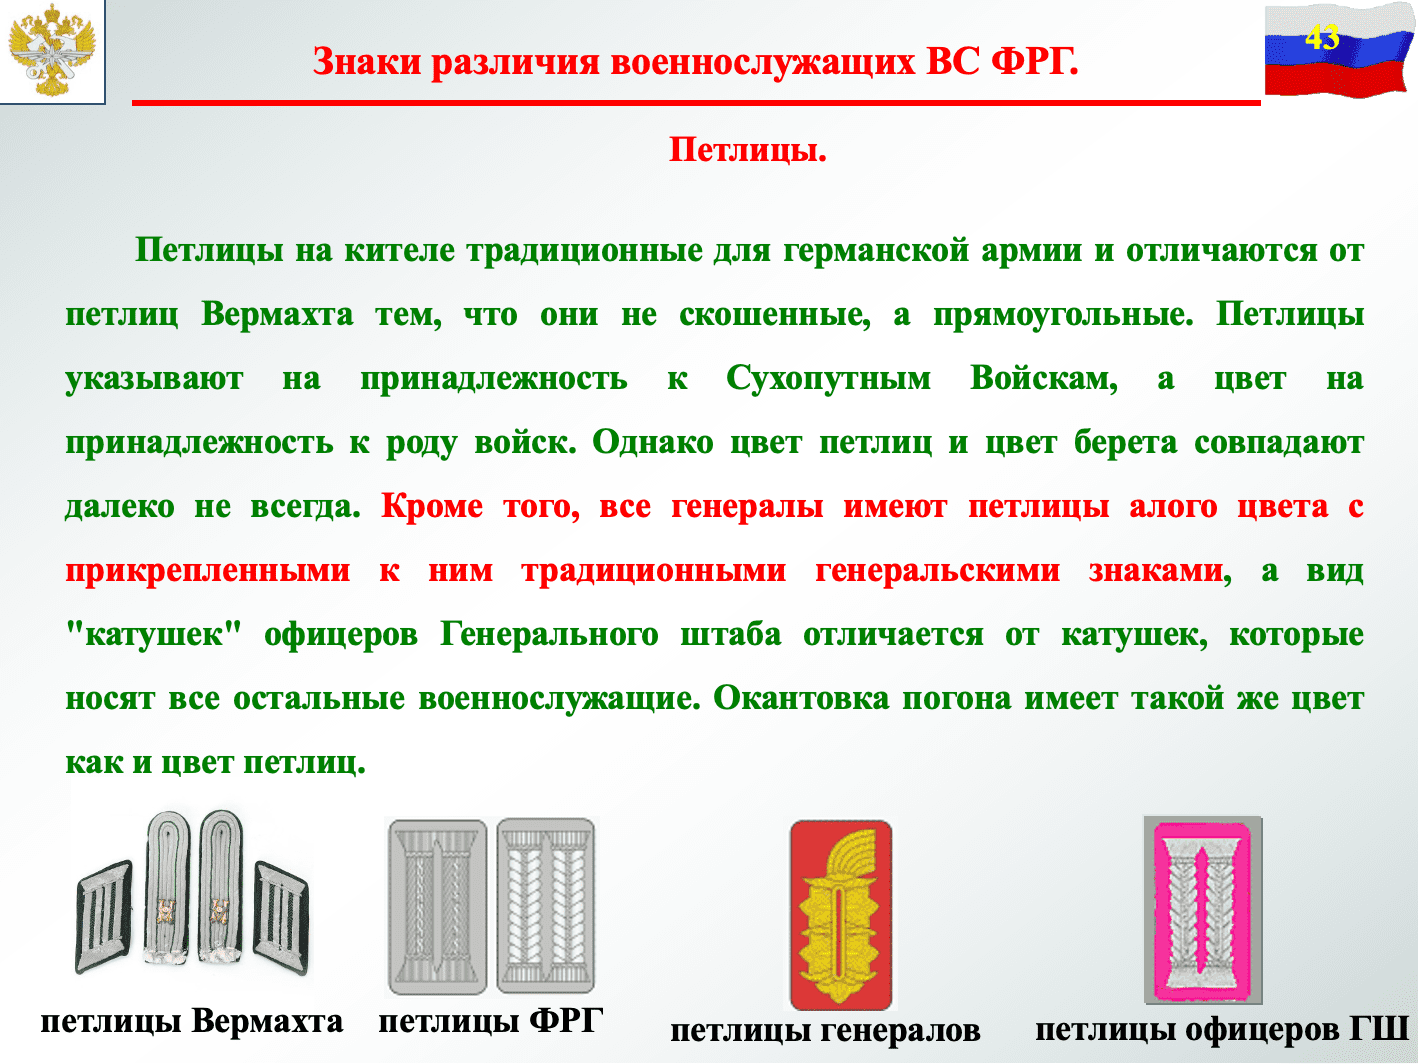 43
Знаки различия военнослужащих ВС ФРГ.
Петлицы.
Петлицы на кителе традиционные для германской армии и отличаются от
петлиц Вермахта тем, что они не скошенные, а прямоугольные. Петлицы
указывают на принадлежность к Сухопутным Войскам, а цвет на
принадлежность к роду войск. Однако цвет петлиц и цвет берета совпадают
далеко не всегда. Кроме того, все генералы имеют петлицы алого цвета с
прикрепленными к ним традиционными генеральскими знаками, а вид
"катушек" офицеров Генерального штаба отличается от катушек, которые
носят все остальные военнослужащие. Окантовка погона имеет такой же цвет
как и цвет петлиц.
петлицы Вермахта
петлицы ФРГ
петлицы генералов
петлицы офицеров ГШ